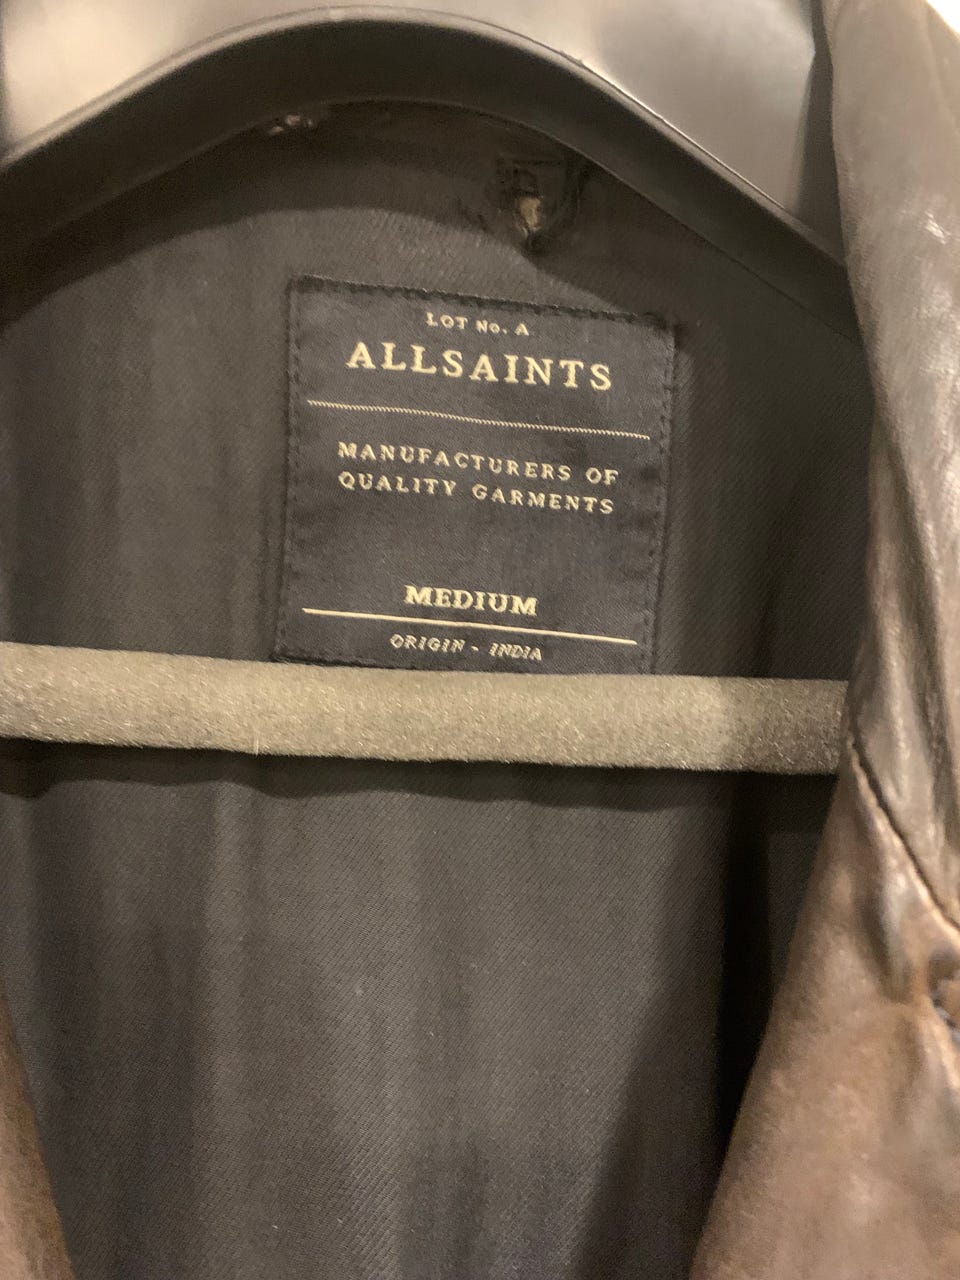 LOT No. A
ALLSAINTS
MANUFACTURERS OF
QUALITY GARMENTS
MEDIUM
ORIGIN - INDIA